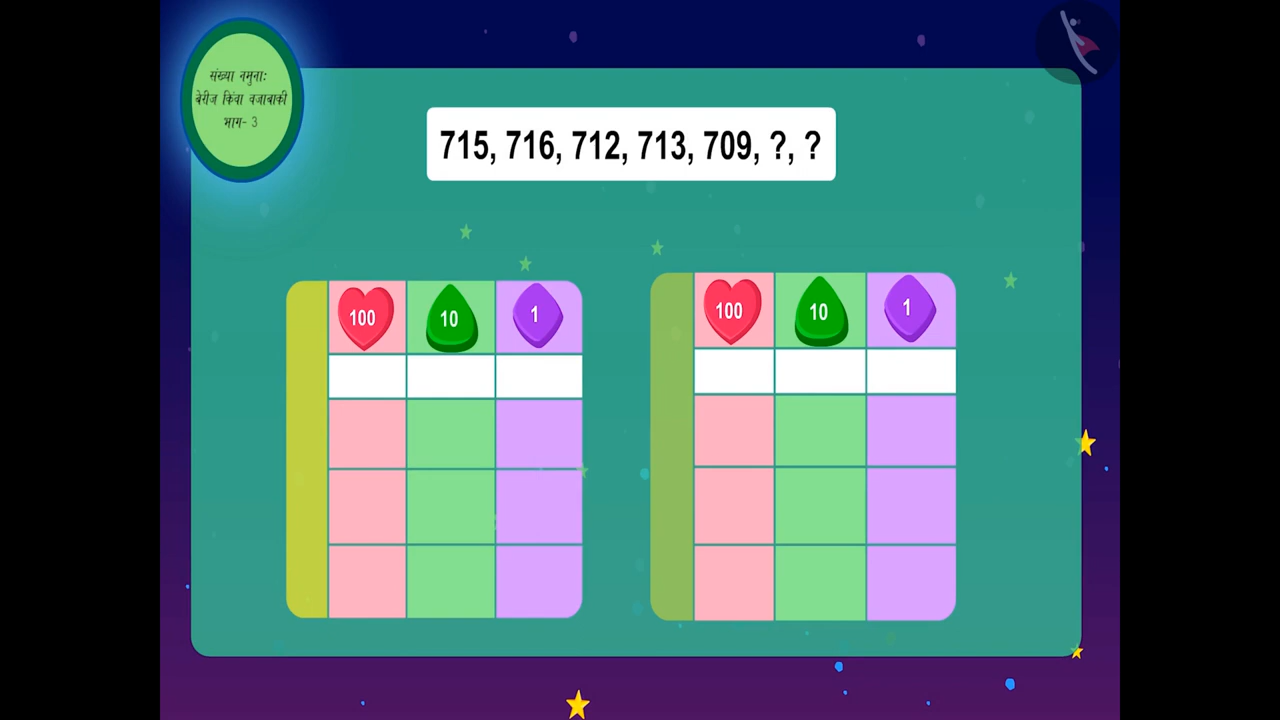 संख्या नमुनाः
बेरीज किंवा वजाबाकी
भाग- 3
715, 716, 712, 713, 709, ?, ?
100 10 1
100 10 1